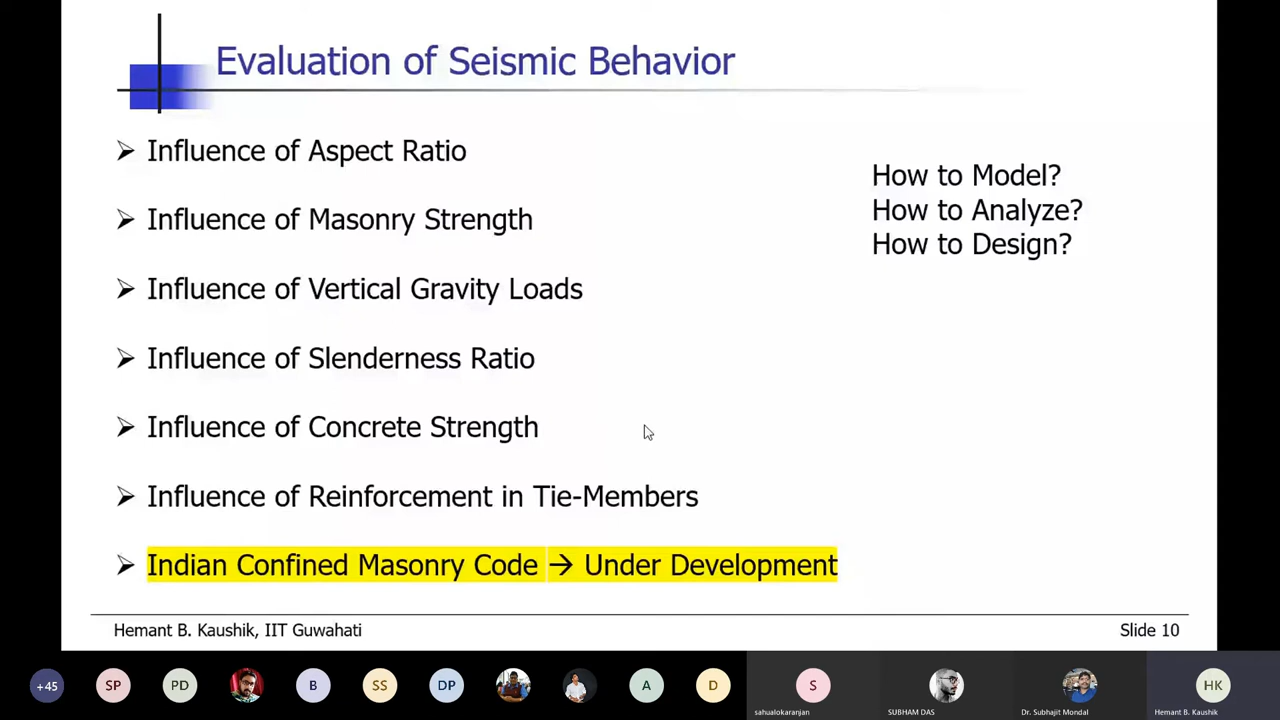 Evaluation of Seismic Behavior
Influence of Aspect Ratio
Influence of Masonry Strength
Influence of Vertical Gravity Loads
Influence of Slenderness Ratio
Influence of Concrete Strength
Influence of Reinforcement in Tie-Members
Indian Confined Masonry Code → Under Development
How to Model?
How to Analyze?
How to Design?
Hemant B. Kaushik, IIT Guwahati
Slide 10
+45
SP
PD
B
SS
DP
A
D
S
HK
sahualokaranjan
SUBHAM DAS
Dr. Subhajit Mondal
Hemant B. Kaushik